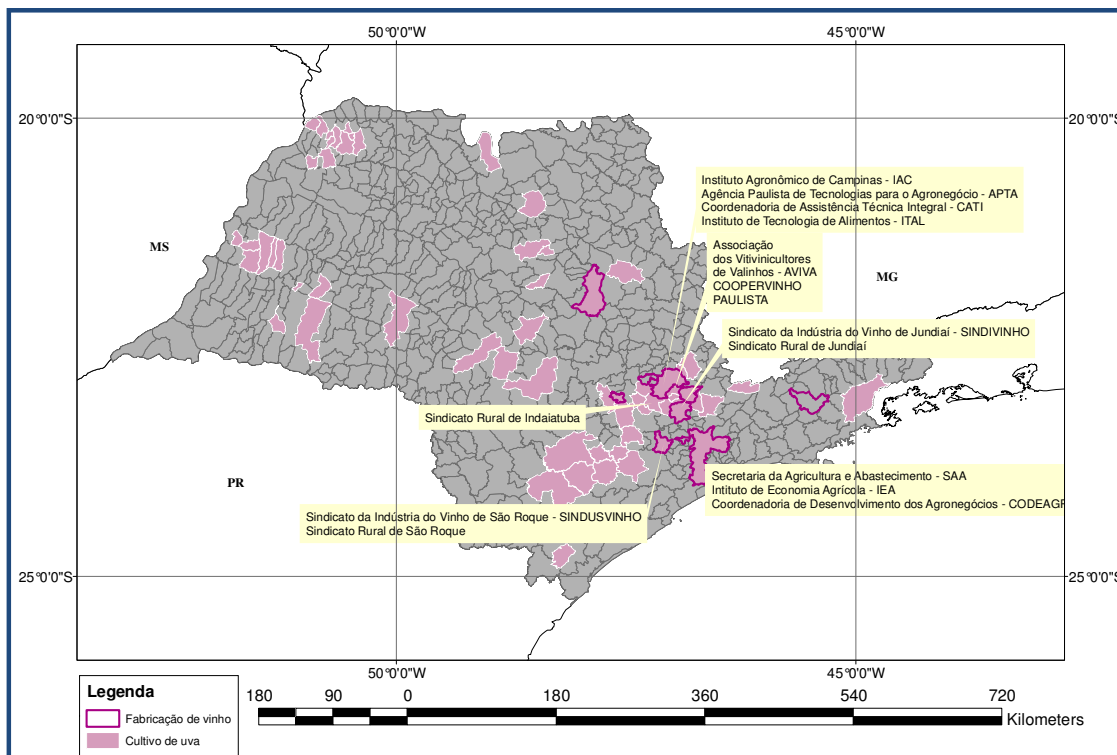 50°0'0"W
45°0'0"W
20°0'0"S
20°0'0"S
Instituto Agronômico de Campinas - IAC
Agência Paulista de Tecnologias para o Agronegócio - APTA
Coordenadoria de Assistência Técnica Integral - CATI
Instituto de Tecnologia de Alimentos - ITAL
MS
Associação
dos Vitivinicultores
de Valinhos - AVIVA
COOPERVINHO
PAULISTA
MG
Sindicato da Indústria do Vinho de Jundiaí - SINDIVINHO
Sindicato Rural de Jundiaí
Sindicato Rural de Indaiatuba
PR
Secretaria da Agricultura e Abastecimento - SAA
Intituto de Economia Agrícola - IEA
Coordenadoria de Desenvolvimento dos Agronegócios - CODEAGR
Sindicato da Indústria do Vinho de São Roque - SINDUSVINHO
Sindicato Rural de São Roque
25°0'0"S
25°0'0"S
50°0'0"W
45°0'0"W
Legenda
Fabricação de vinho
Cultivo de uva
180 90 0 180 360 540 720
Kilometers